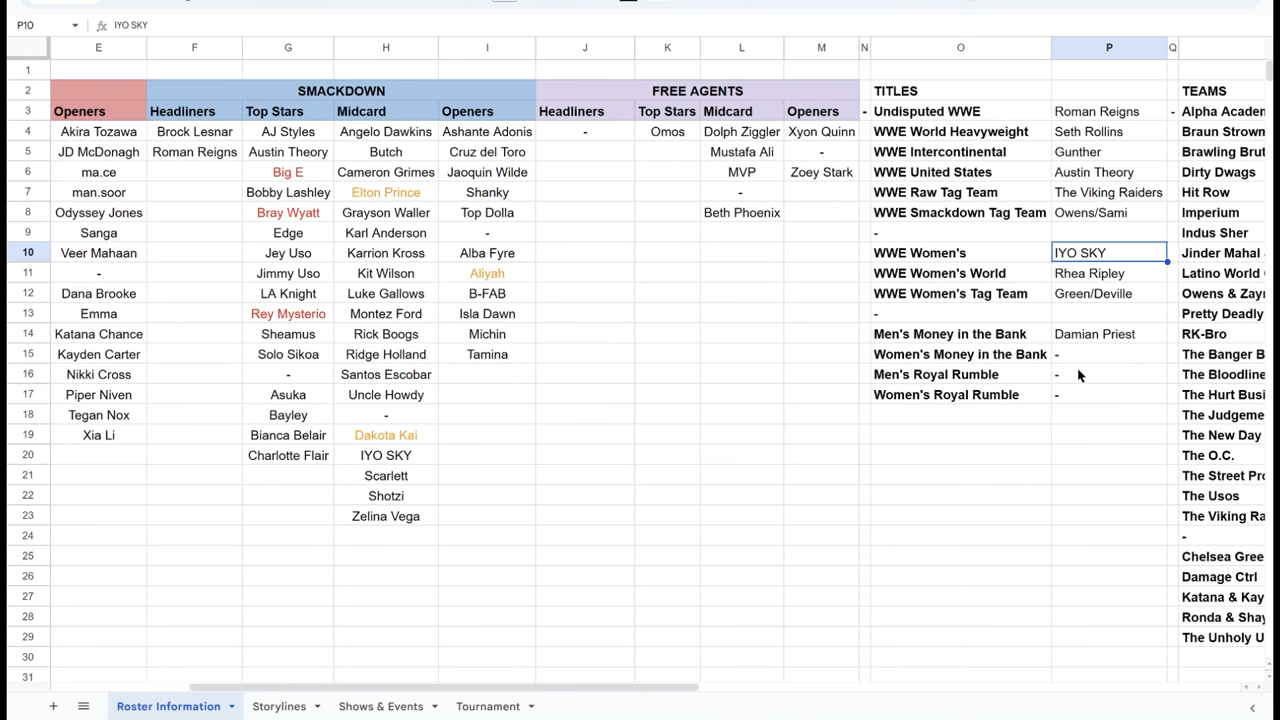 P10 fx IYO SKY
E F G H I J K L M N O P Q
1
2 SMACKDOWN FREE AGENTS TITLES TEAMS
3 Openers Headliners Top Stars Midcard Openers Headliners Top Stars Midcard Openers - Undisputed WWE Roman Reigns - Alpha Acaden
4 Akira Tozawa Brock Lesnar AJ Styles Angelo Dawkins Ashante Adonis - Omos Dolph Ziggler Xyon Quinn WWE World Heavyweight Seth Rollins Braun Strown
5 JD McDonagh Roman Reigns Austin Theory Butch Cruz del Toro Mustafa Ali - WWE Intercontinental Gunther Brawling Brut
6 ma.ce Big E Cameron Grimes Jaoquin Wilde MVP Zoey Stark WWE United States Austin Theory Dirty Dwags
7 man.soor Bobby Lashley Elton Prince Shanky - WWE Raw Tag Team The Viking Raiders Hit Row
8 Odyssey Jones Bray Wyatt Grayson Waller Top Dolla Beth Phoenix WWE Smackdown Tag Team Owens/Sami Imperium
9 Sanga Edge Karl Anderson - - Indus Sher
10 Veer Mahaan Jey Uso Karrion Kross Alba Fyre WWE Women's IYO SKY Jinder Mahal
11 - Jimmy Uso Kit Wilson Aliyah WWE Women's World Rhea Ripley Latino World
12 Dana Brooke LA Knight Luke Gallows B-FAB WWE Women's Tag Team Green/Deville Owens & Zay
13 Emma Rey Mysterio Montez Ford Isla Dawn - Pretty Deadly
14 Katana Chance Sheamus Rick Boogs Michin Men's Money in the Bank Damian Priest RK-Bro
15 Kayden Carter Solo Sikoa Ridge Holland Tamina Women's Money in the Bank - The Banger B
16 Nikki Cross - Santos Escobar Men's Royal Rumble - The Bloodline
17 Piper Niven Asuka Uncle Howdy Women's Royal Rumble - The Hurt Busi
18 Tegan Nox Bayley - The Judgeme
19 Xia Li Bianca Belair Dakota Kai The New Day
20 Charlotte Flair IYO SKY The O.C.
21 Scarlett The Street Pro
22 Shotzi The Usos
23 Zelina Vega The Viking Ra
24 -
25 Chelsea Gree
26 Damage Ctrl
27 Katana & Kay
28 Ronda & Shay
29 The Unholy U
30
31
+ Roster Information Storylines Shows & Events Tournament